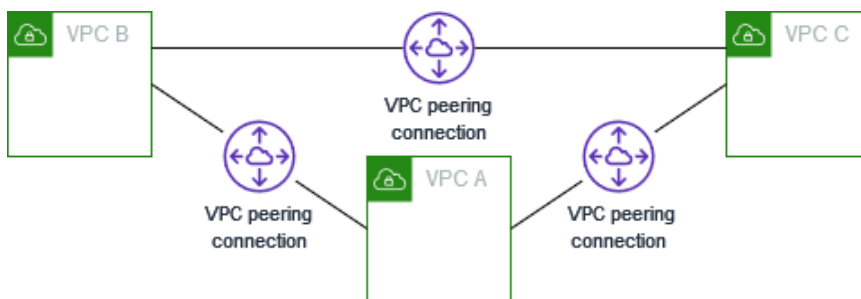 VPC B
VPC C
VPC peering
connection
VPC A
VPC peering
connection
VPC peering
connection